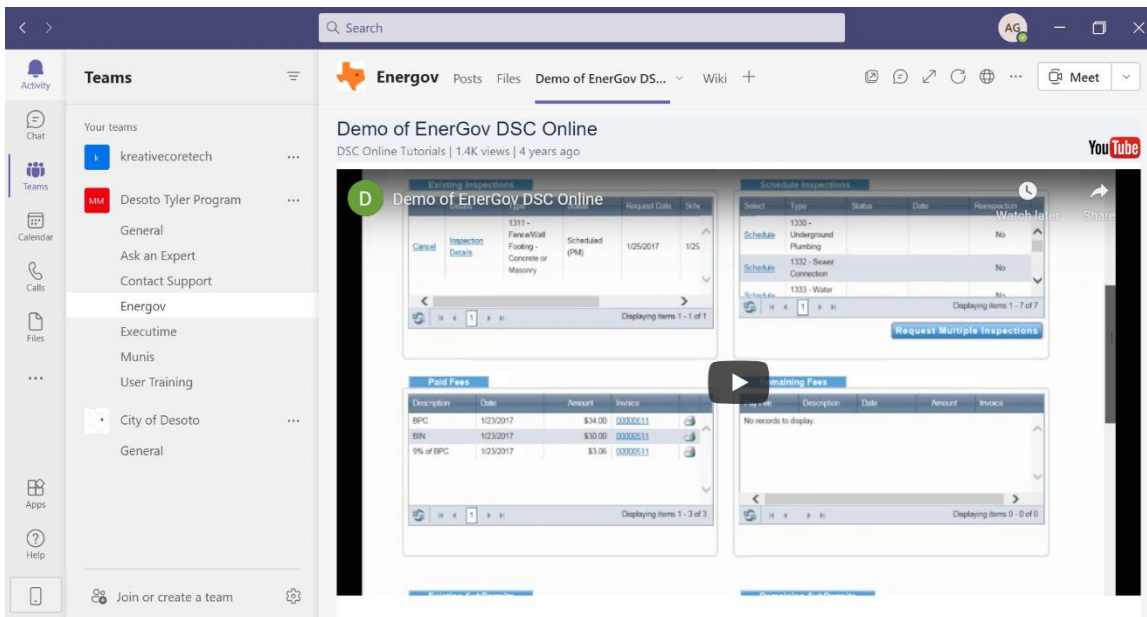 Search
AG
Activity
Chat
Teams
Calendar
Calls
Files
Apps
Help
Teams
Your teams
k kreativecoretech
MM Desoto Tyler Program
General
Ask an Expert
Contact Support
Energov
Executime
Munis
User Training
City of Desoto
General
Join or create a team
Energov Posts Files Demo of EnerGov DS... Wiki
Meet
Demo of EnerGov DSC Online
DSC Online Tutorials | 1.4K views | 4 years ago
YouTube
D Demo of EnerGov DSC Online
Watch later
Share
Existing Inspections
Request Date
Cancel Inspection Details 1311 - Fence/Wall Footing - Concrete or Masonry Scheduled (PM) 1/25/2017 1/25
1
Displaying items 1 - 1 of 1
Schedule Inspections
Select Type Status Date Reinspection
Schedule 1330 - Underground Plumbing No
Schedule 1332 - Sewer Connection No
Schedule 1333 - Water No
1
Displaying items 1 - 7 of 7
Request Multiple Inspections
Paid Fees
Description Date Amount Invoice
BPC 1/23/2017 $34.00 00000511
BIN 1/23/2017 $30.00 00000511
9% of BPC 1/23/2017 $3.06 00000511
1
Displaying items 1 - 3 of 3
Remaining Fees
Description Date Amount Invoice
No records to display.
Displaying items 0 - 0 of 0